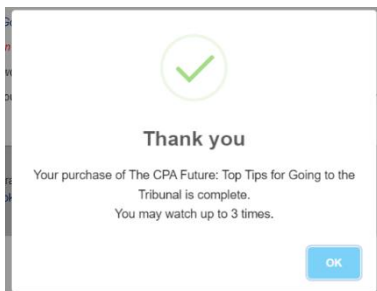 Thank you
Your purchase of The CPA Future: Top Tips for Going to the
Tribunal is complete.
You may watch up to 3 times.
OK